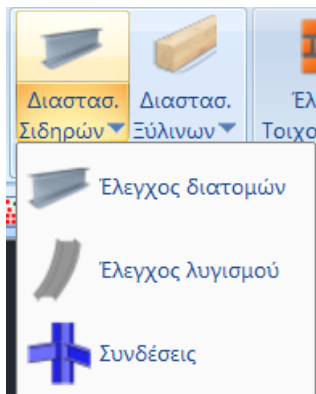 Διαστασ. Διαστασ.
Σιδηρών Ξύλινων
Έλεγχος διατομών
Έλεγχος λυγισμού
Συνδέσεις